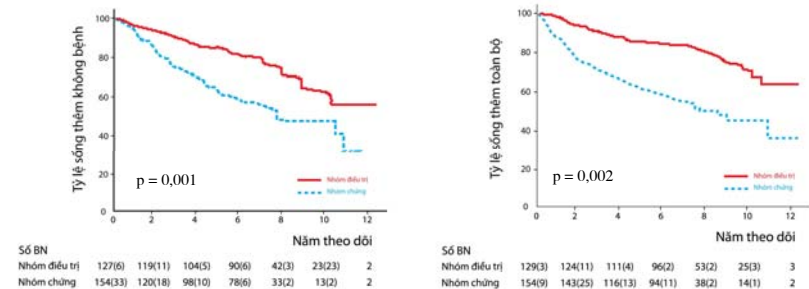 Tỷ lệ sống thêm không bệnh
100
80
60
40
20
0
p = 0,001
Nhóm điều trị
Nhóm chứng
0 2 4 6 8 10 12
Năm theo dõi
Số BN
Nhóm điều trị 127(6) 119(11) 104(5) 90(6) 42(3) 23(23) 2
Nhóm chứng 154(33) 120(18) 98(10) 78(6) 33(2) 13(2) 2
Tỷ lệ sống thêm toàn bộ
100
80
60
40
20
0
p = 0,002
Nhóm điều trị
Nhóm chứng
0 2 4 6 8 10 12
Năm theo dõi
Số BN
Nhóm điều trị 129(3) 124(11) 111(4) 96(2) 53(2) 25(3) 3
Nhóm chứng 154(9) 143(25) 116(13) 94(11) 38(2) 14(1) 2